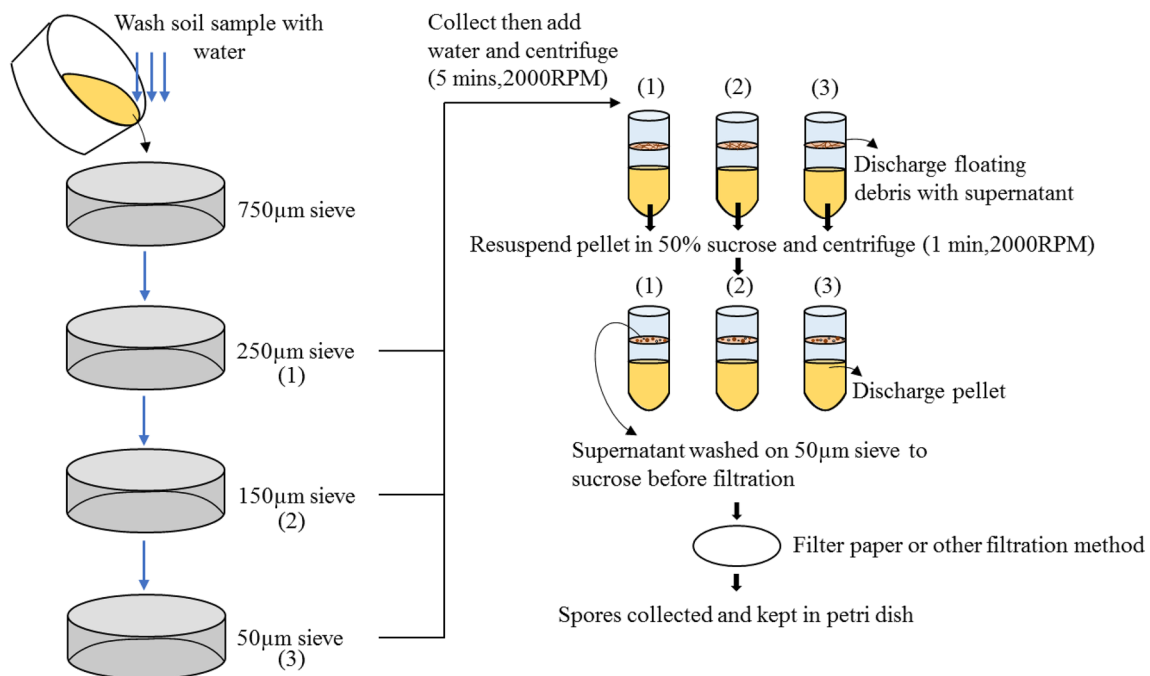 Wash soil sample with
water
750µm sieve
250µm sieve
(1)
150µm sieve
(2)
50µm sieve
(3)
Collect then add
water and centrifuge
(5 mins,2000RPM)
(1)
(2)
(3)
Discharge floating
debris with supernatant
Resuspend pellet in 50% sucrose and centrifuge (1 min,2000RPM)
(1)
(2)
(3)
Discharge pellet
Supernatant washed on 50µm sieve to
sucrose before filtration
Filter paper or other filtration method
Spores collected and kept in petri dish